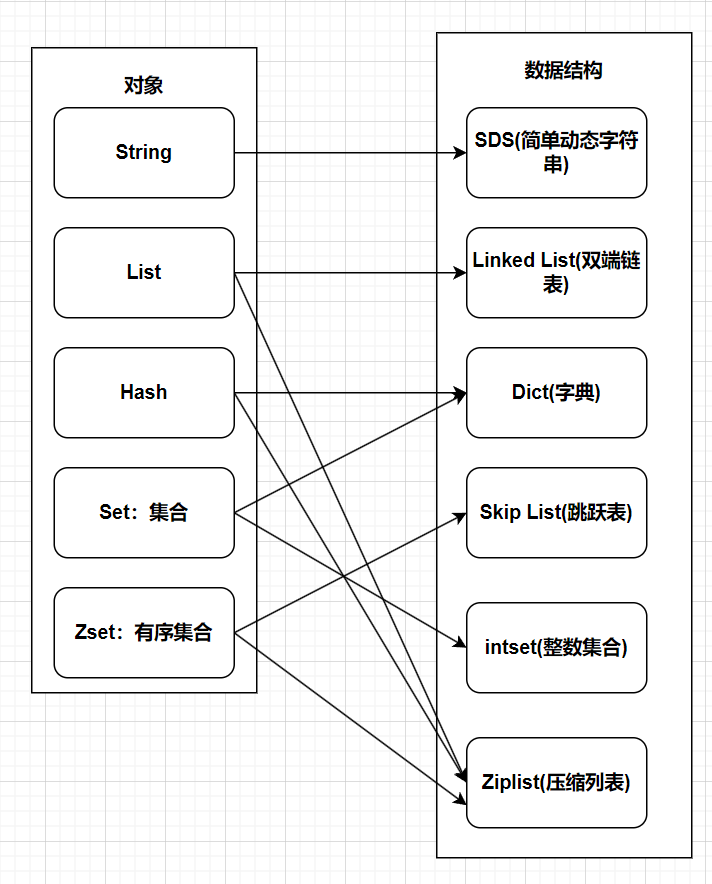 对象
String
List
Hash
Set：集合
Zset：有序集合
数据结构
SDS(简单动态字符
串)
Linked List(双端链
表)
Dict(字典)
Skip List(跳跃表)
intset(整数集合)
Ziplist(压缩列表)